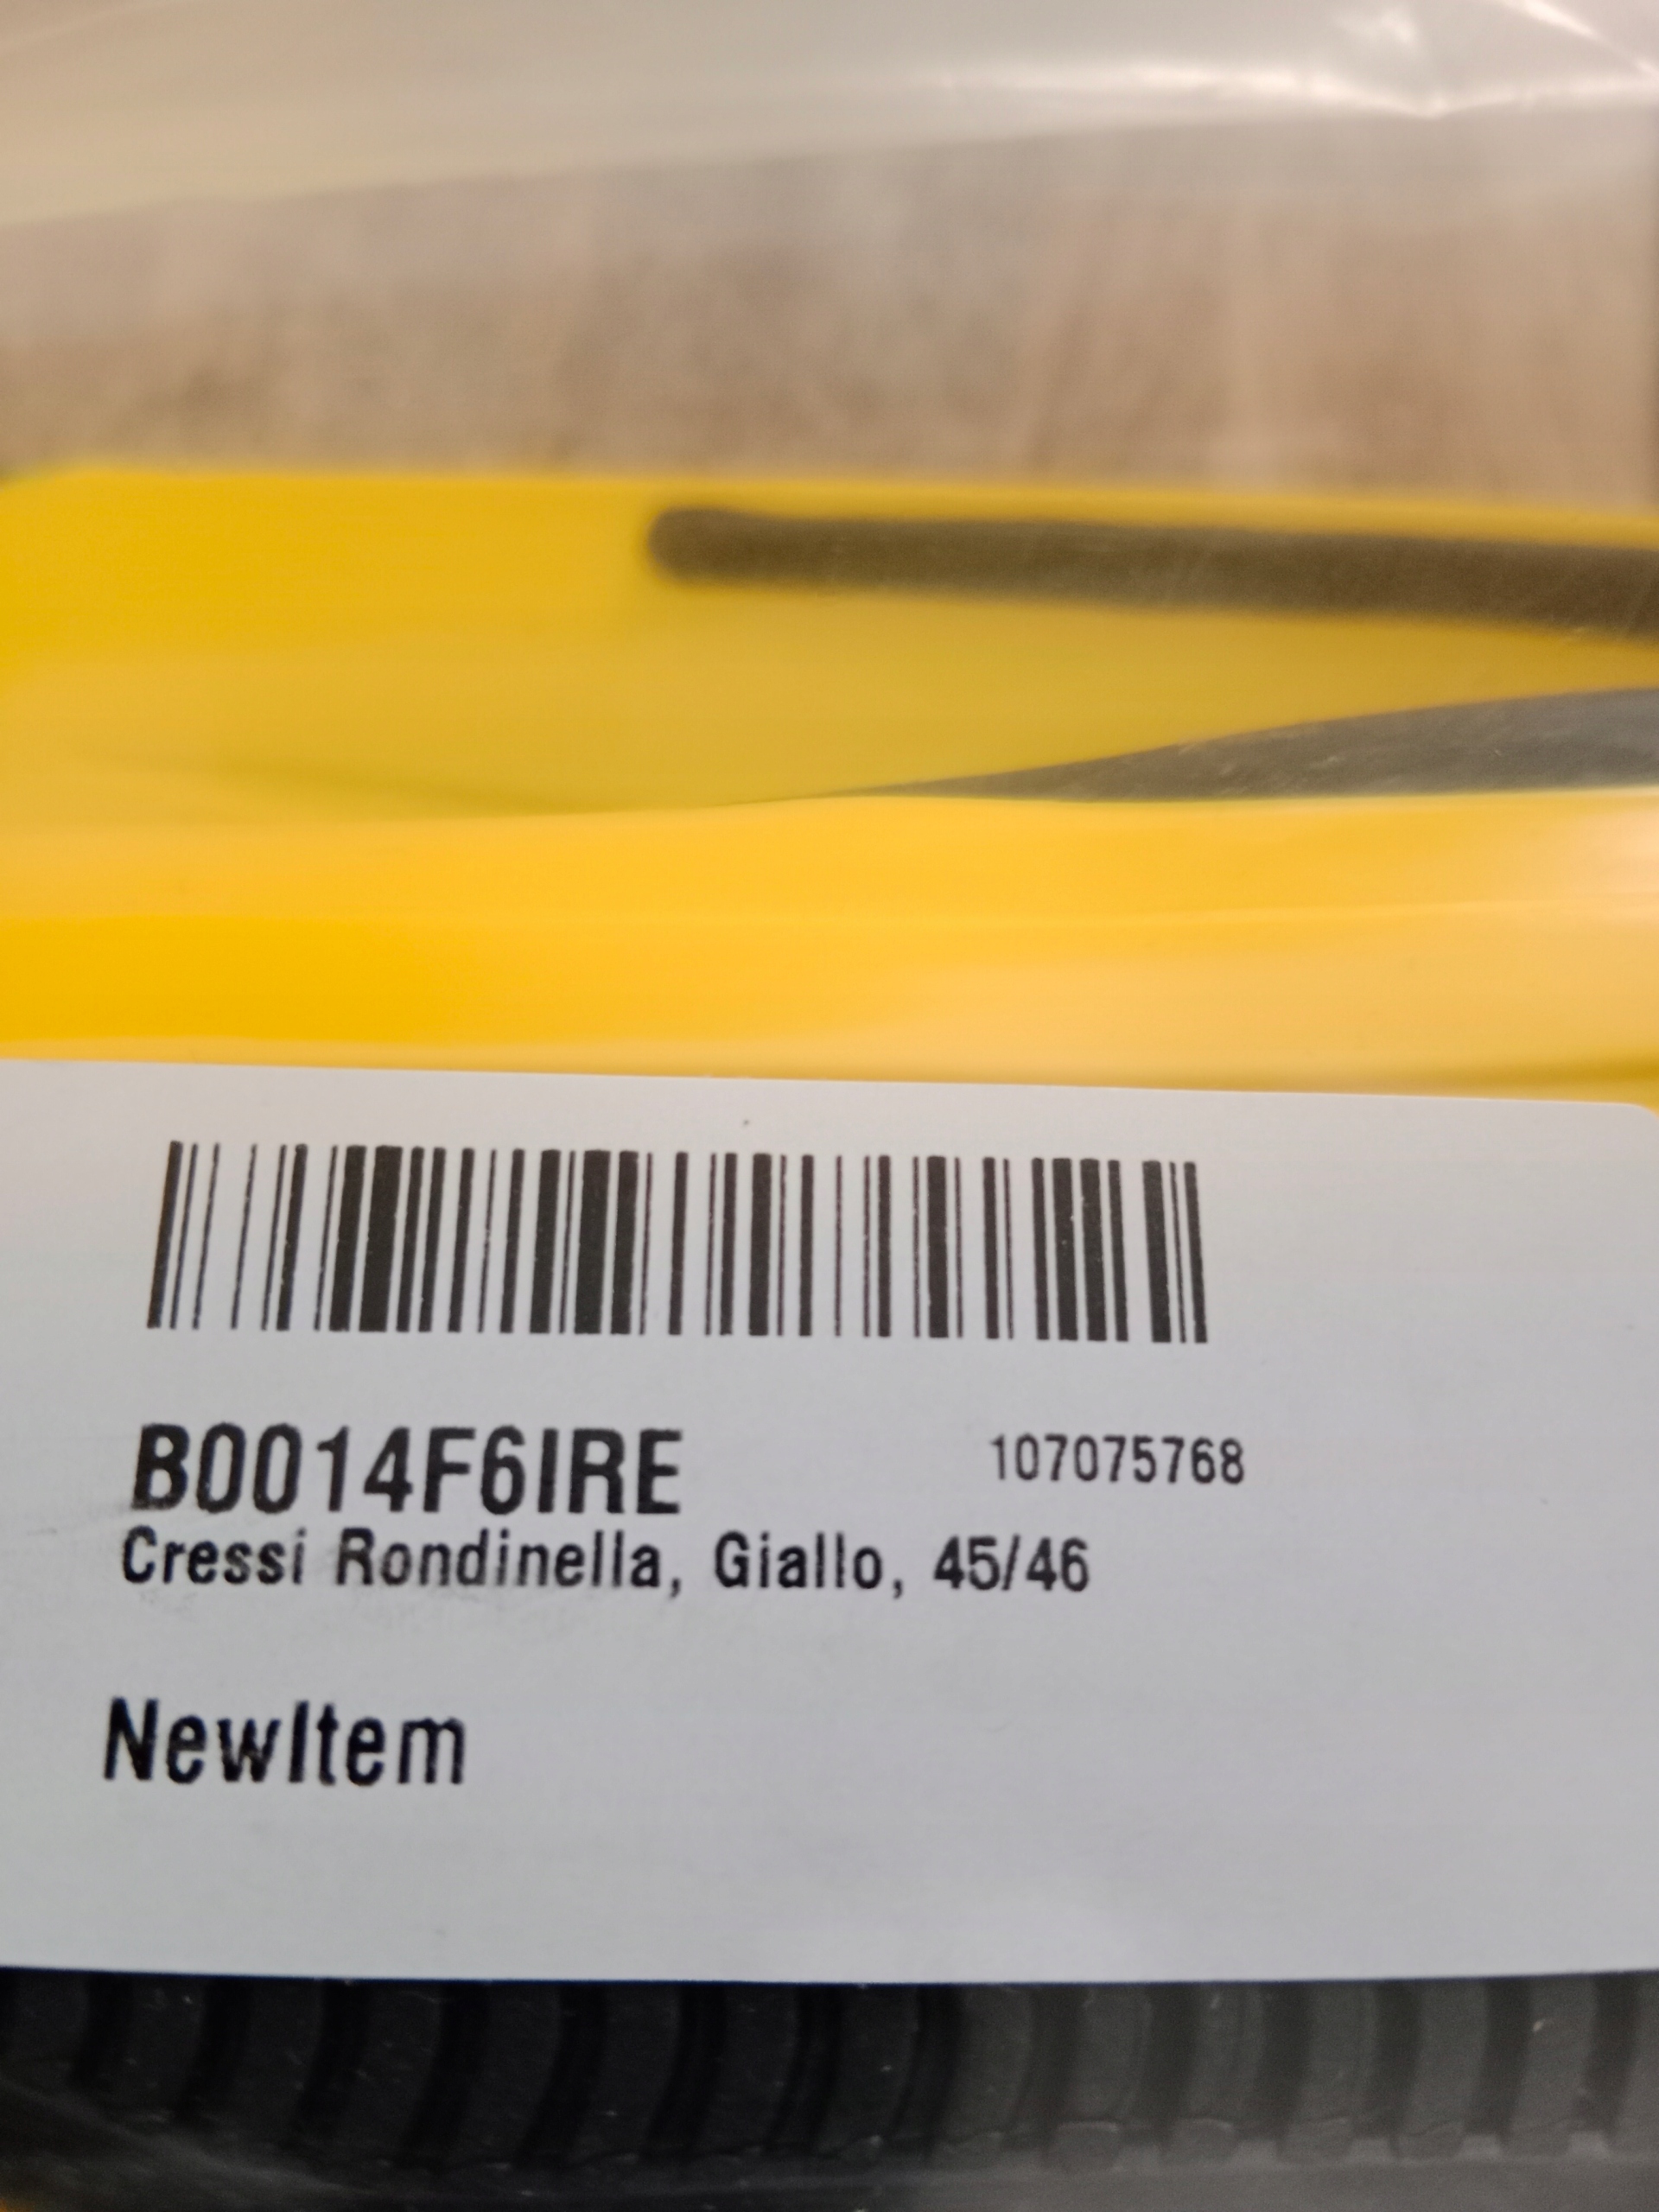 B0014F6IRE 107075768
Cressi Rondinella, Giallo, 45/46
NewItem